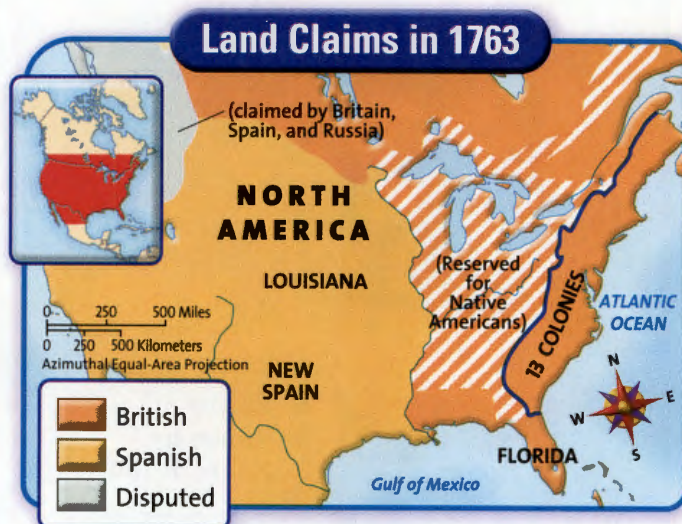 Land Claims in 1763
(claimed by Britain,
Spain, and Russia)
NORTH
AMERICA
LOUISIANA
(Reserved
for
Native
Americans)
13 COLONIES
ATLANTIC
OCEAN
0 250 500 Miles
0 250 500 Kilometers
Azimuthal Equal-Area Projection
NEW
SPAIN
N
W E
S
FLORIDA
Gulf of Mexico
British
Spanish
Disputed